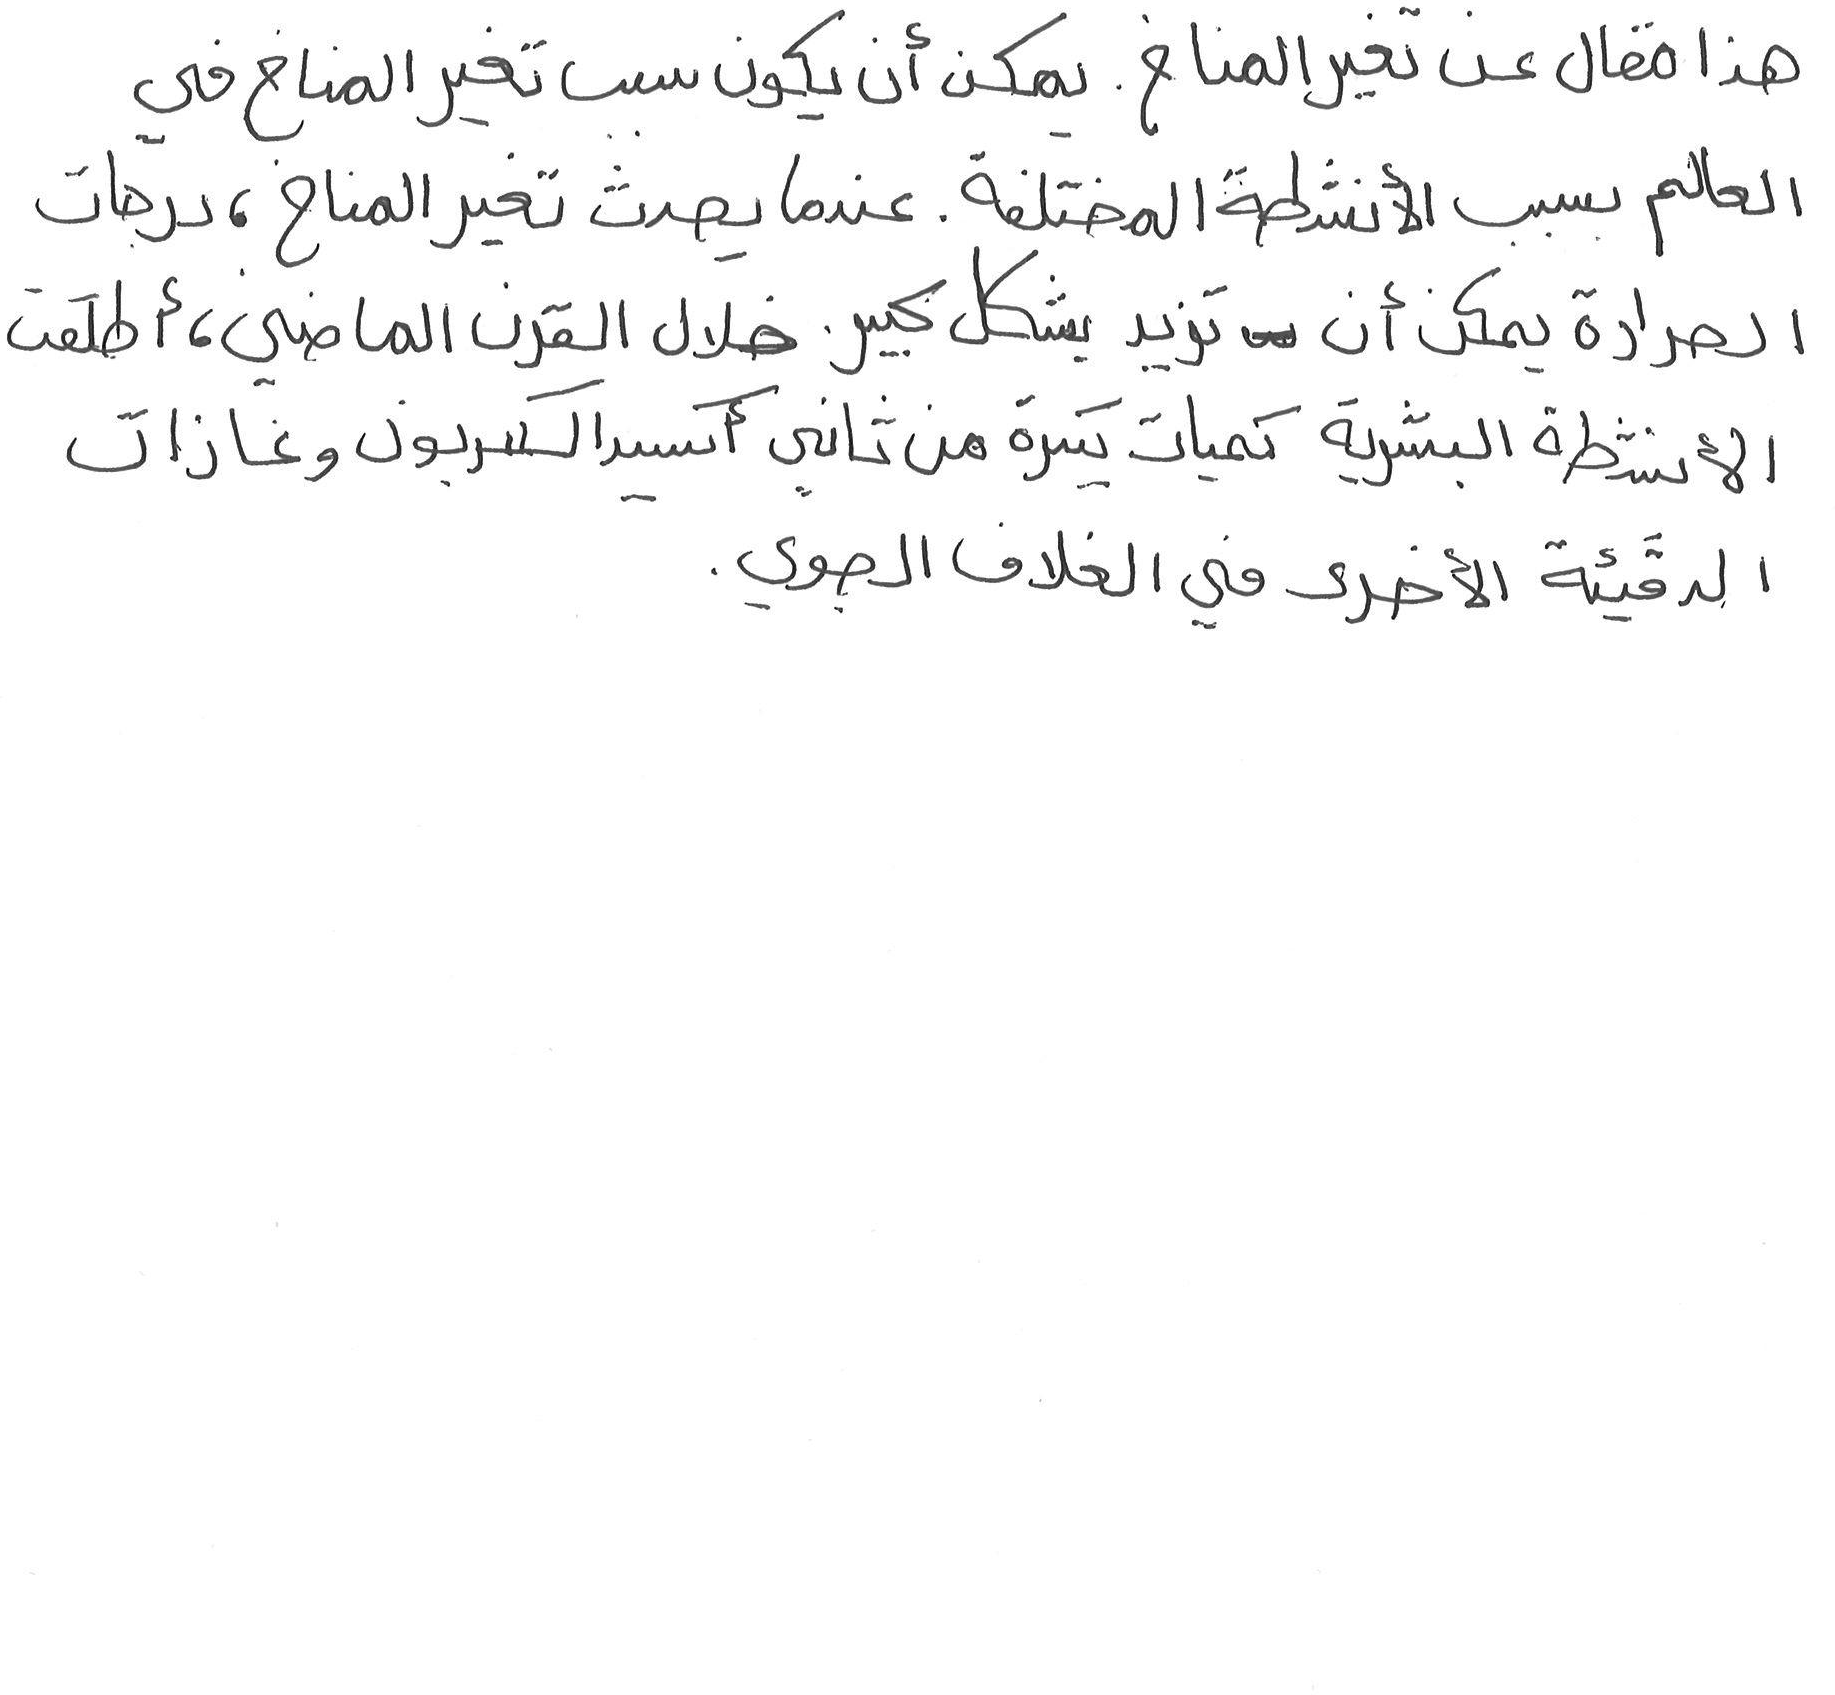 هذا مقال عن تغير المناخ. يمكن أن يكون سبب تغير المناخ في
العالم بسبب الأنشطة المختلفة. عندما يحدث تغير المناخ، درجات
الحرارة يمكن أن تزيد بشكل كبير. خلال القرن الماضي، أطلقت
الأنشطة البشرية كميات كبيرة من ثاني أكسيد الكربون وغازات
الدقيئة الأخرى في الغلاف الجوي.